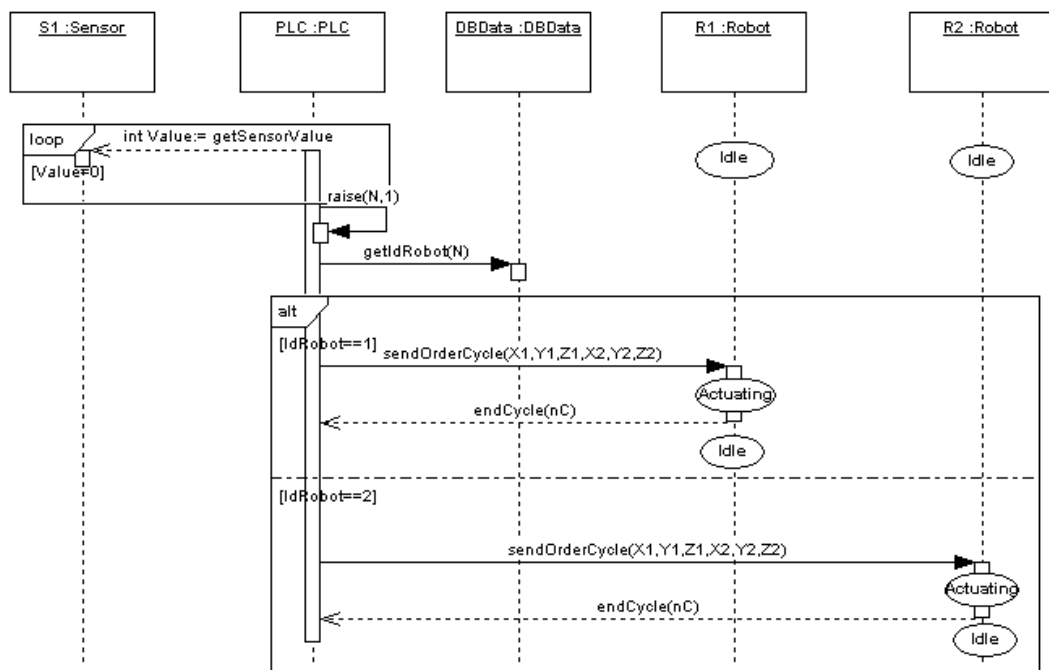 S1 :Sensor
PLC :PLC
DBData :DBData
R1 :Robot
R2 :Robot
loop
int Value:= getSensorValue
[Value=0]
Idle
Idle
raise(N,1)
getIdRobot(N)
alt
[IdRobot==1]
sendOrderCycle(X1,Y1,Z1,X2,Y2,Z2)
Actuating
endCycle(nC)
Idle
[IdRobot==2]
sendOrderCycle(X1,Y1,Z1,X2,Y2,Z2)
Actuating
endCycle(nC)
Idle